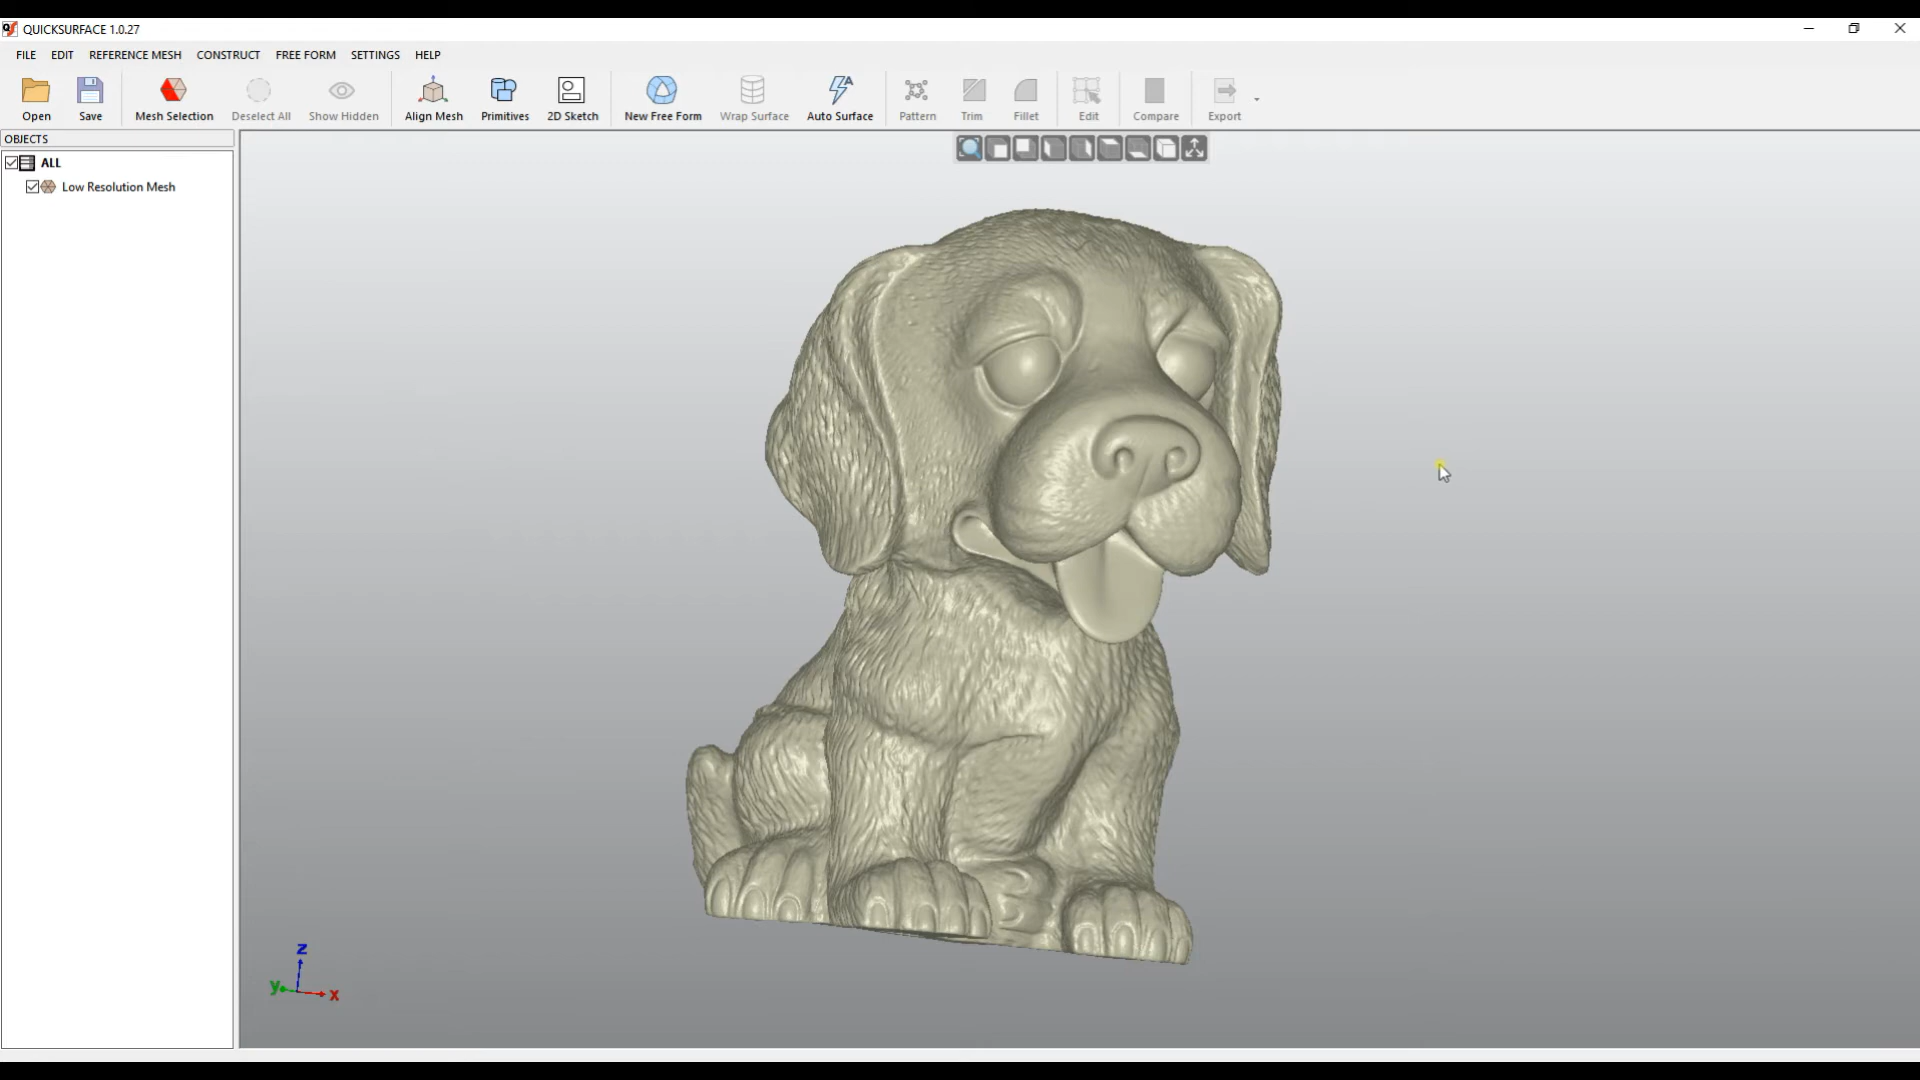 QUICKSURFACE 1.0.27
FILE EDIT REFERENCE MESH CONSTRUCT FREE FORM SETTINGS HELP
Open Save Mesh Selection Deselect All Show Hidden Align Mesh Primitives 2D Sketch New Free Form Wrap Surface Auto Surface Pattern Trim Fillet Edit Compare Export
OBJECTS
ALL
Low Resolution Mesh
z
y x